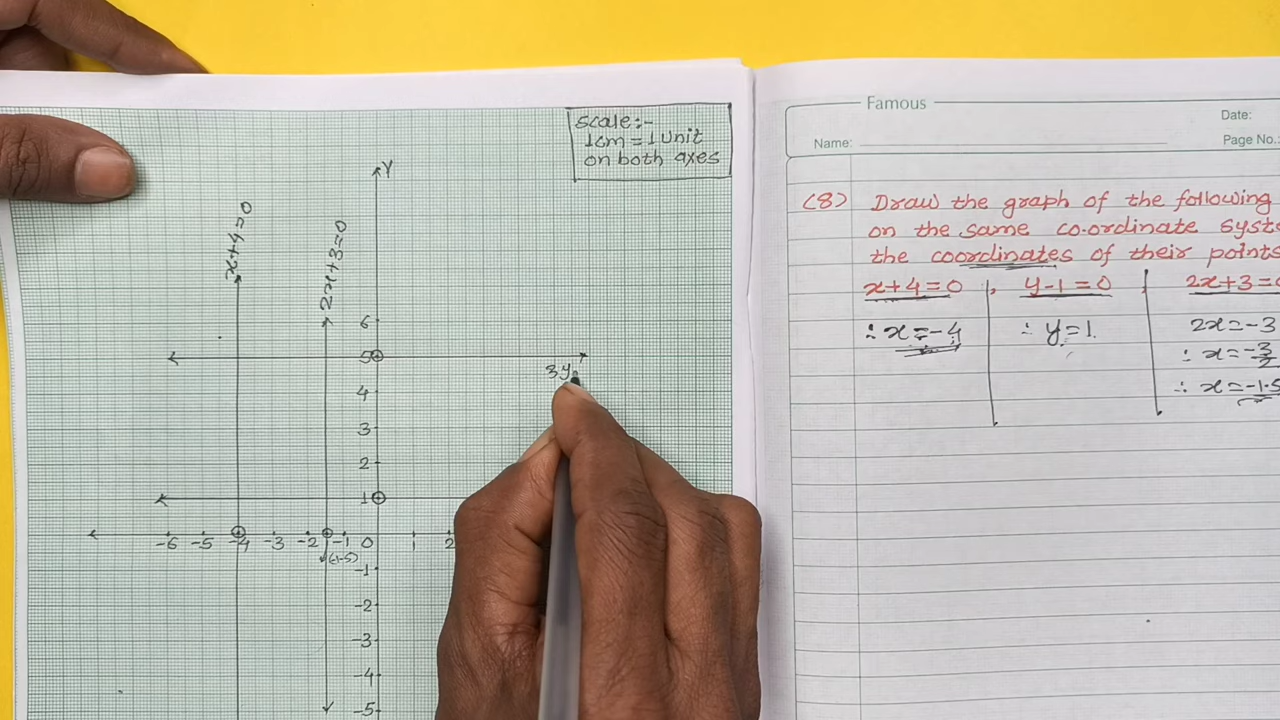 scale:-
1cm = 1 Unit
on both axes
Y
x+4=0
2x+3=0
6
5
3y
4
3
2
1
-6 -5 -4 -3 -2 -1 0 1 2
(-1.5)
-1
-2
-3
-4
-5
Famous
Date:
Name:
Page No.:
(8) Draw the graph of the following
on the same co-ordinate syste
the coordinates of their points
x+4=0 , y-1=0 , 2x+3=0
∴ x = -4 ∴ y=1. 2x = -3
∴ x = -3/2
∴ x = -1.5